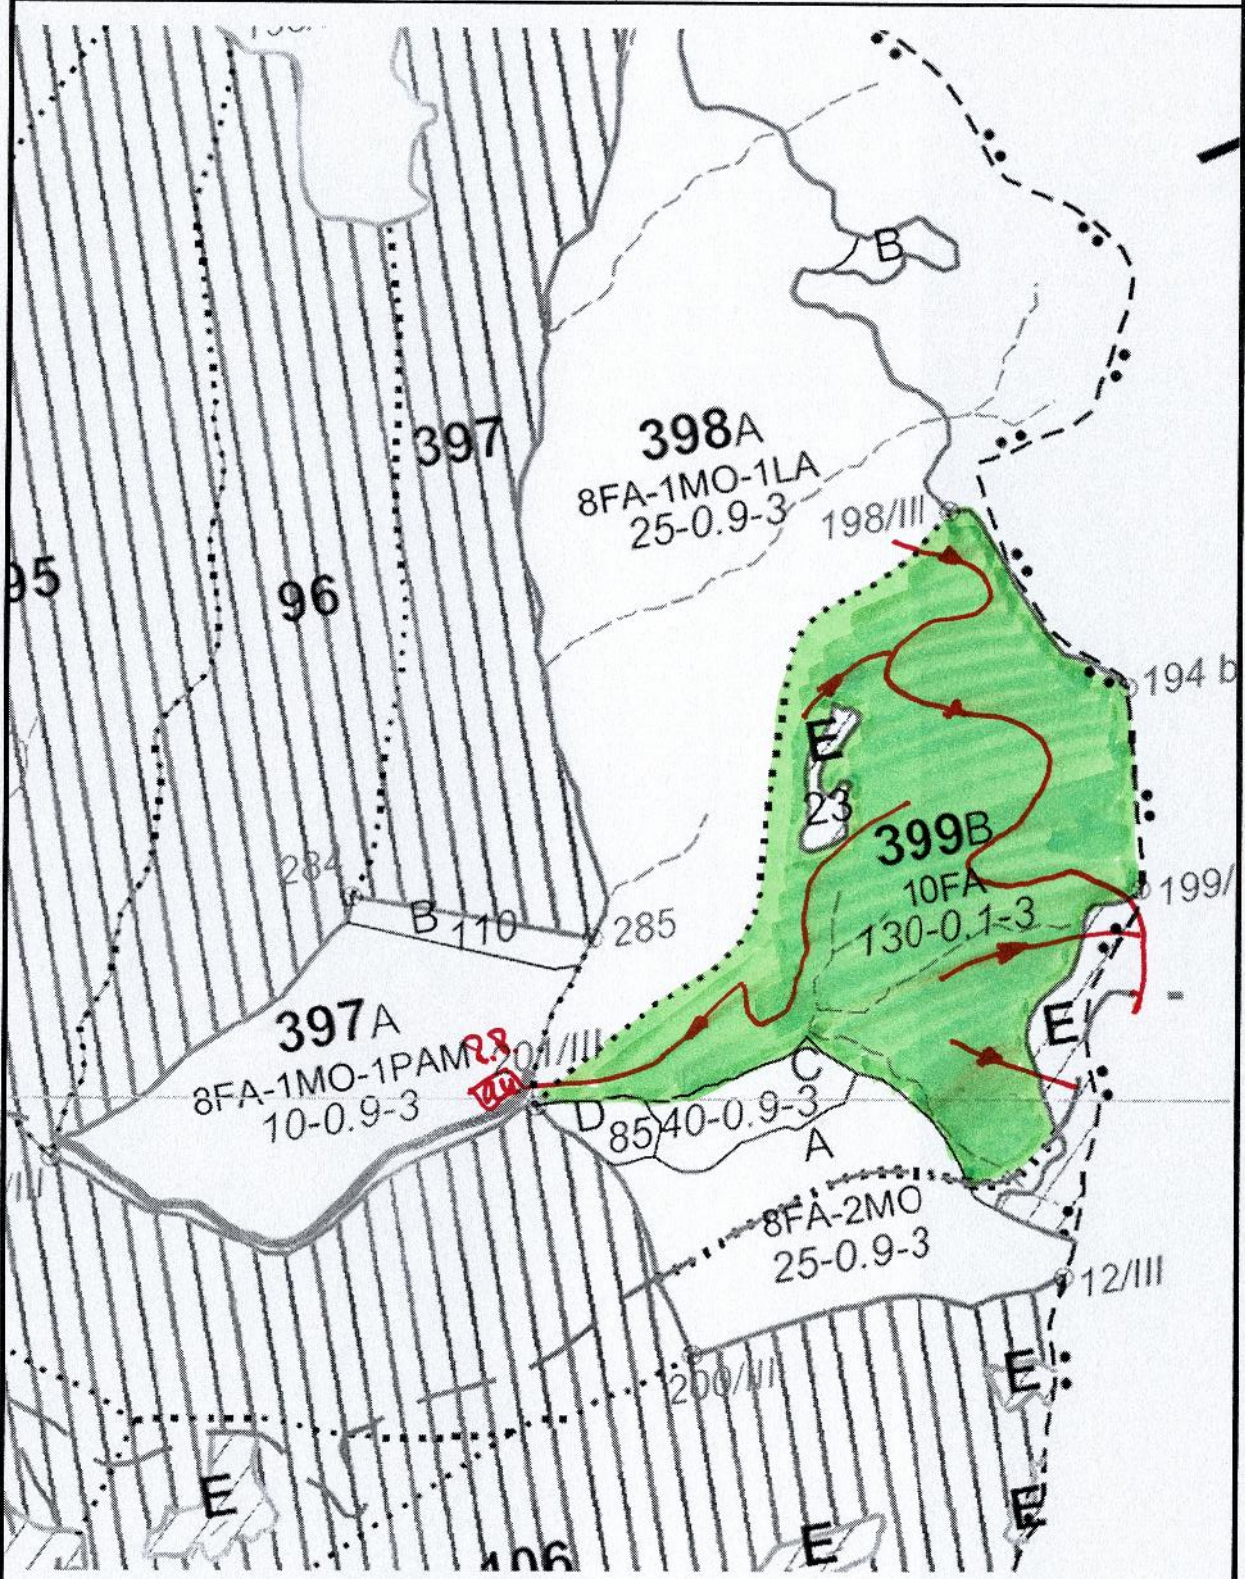 B
397
398A
8FA-1MO-1LA
25-0.9-3
198/III
95
96
194 b
E
23
399B
10FA
130-0.1-3
199/
284
B 110
285
E
397A
8FA-1MO-1PAM
10-0.9-3
201/III
C
D
85
40-0.9-3
A
8FA-2MO
25-0.9-3
12/III
200/III
E
E
E
E
106